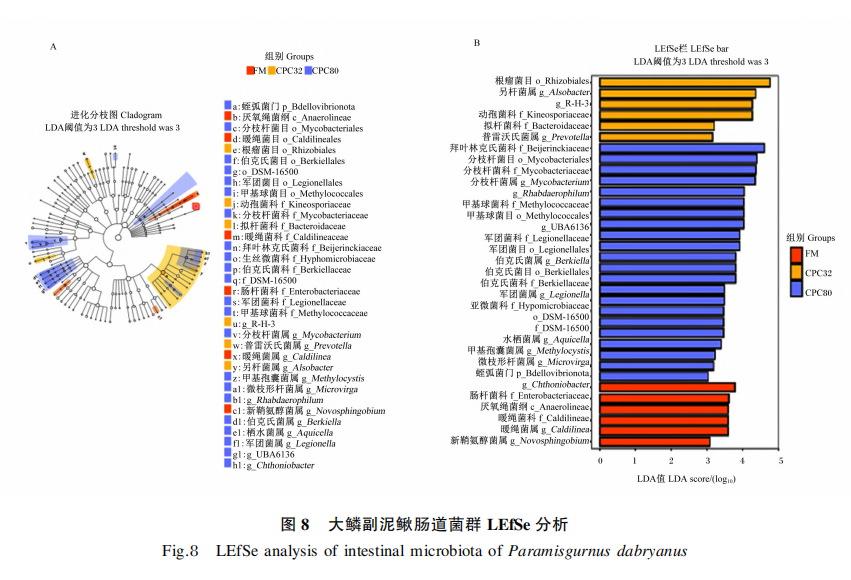 A
组别 Groups
FM CPC32 CPC80
进化分枝图 Cladogram
LDA阈值为3 LDA threshold was 3
a:蛭弧菌门 p_Bdellovibrionota
b:厌氧绳菌纲 c_Anaerolineae
c:分枝杆菌目 o_Mycobacteriales
d:暖绳菌目 o_Caldilineales
e:根瘤菌目 o_Rhizobiales
f:伯克氏菌目 o_Berkiellales
g:o_DSM-16500
h:军团菌目 o_Legionellales
i:甲基球菌目 o_Methylococcales
j:动孢菌科 f_Kineosporiaceae
k:分枝杆菌科 f_Mycobacteriaceae
l:拟杆菌科 f_Bacteroidaceae
m:暖绳菌科 f_Caldilineaceae
n:拜叶林克氏菌科 f_Beijerinckiaceae
o:生丝微菌科 f_Hyphomicrobiaceae
p:伯克氏菌科 f_Berkiellaceae
q:f_DSM-16500
r:肠杆菌科 f_Enterobacteriaceae
s:军团菌科 f_Legionellaceae
t:甲基球菌科 f_Methylococcaceae
u:g_R-H-3
v:分枝杆菌属 g_Mycobacterium
w:普雷沃氏菌属 g_Prevotella
x:暖绳菌属 g_Caldilinea
y:另杆菌属 g_Alsobacter
z:甲基孢囊菌属 g_Methylocystis
a1:微枝形杆菌属 g_Microvirga
b1:g_Rhabdaerophilum
c1:新鞘氨醇菌属 g_Novosphingobium
d1:伯克氏菌属 g_Berkiella
e1:栖水菌属 g_Aquicella
f1:军团菌属 g_Legionella
g1:g_UBA6136
h1:g_Chthoniobacter
B
LEfSe栏 LEfSe bar
LDA阈值为3 LDA threshold was 3
根瘤菌目 o_Rhizobiales
另杆菌属 g_Alsobacter
g_R-H-3
动孢菌科 f_Kineosporiaceae
拟杆菌科 f_Bacteroidaceae
普雷沃氏菌属 g_Prevotella
拜叶林克氏菌科 f_Beijerinckiaceae
分枝杆菌目 o_Mycobacteriales
分枝杆菌科 f_Mycobacteriaceae
分枝杆菌属 g_Mycobacterium
g_Rhabdaerophilum
甲基球菌科 f_Methylococcaceae
甲基球菌目 o_Methylococcales
g_UBA6136
军团菌科 f_Legionellaceae
军团菌目 o_Legionellales
伯克氏菌属 g_Berkiella
伯克氏菌目 o_Berkiellales
伯克氏菌科 f_Berkiellaceae
军团菌属 g_Legionella
亚微菌科 f_Hypomicrobiaceae
o_DSM-16500
f_DSM-16500
水栖菌属 g_Aquicella
甲基孢囊菌属 g_Methylocystis
微枝形菌属 g_Microvirga
蛭弧菌门 p_Bdellovibrionota
g_Chthoniobacter
肠杆菌科 f_Enterobacteriaceae
厌氧绳菌纲 c_Anaerolineae
暖绳菌科 f_Caldilineae
暖绳菌属 g_Caldilinea
新鞘氨醇菌属 g_Novosphingobium
0 1 2 3 4 5
LDA值 LDA score/(log₁₀)
组别 Groups
FM
CPC32
CPC80
图 8 大鳞副泥鳅肠道菌群 LEfSe 分析
Fig.8 LEfSe analysis of intestinal microbiota of Paramisgurnus dabryanus